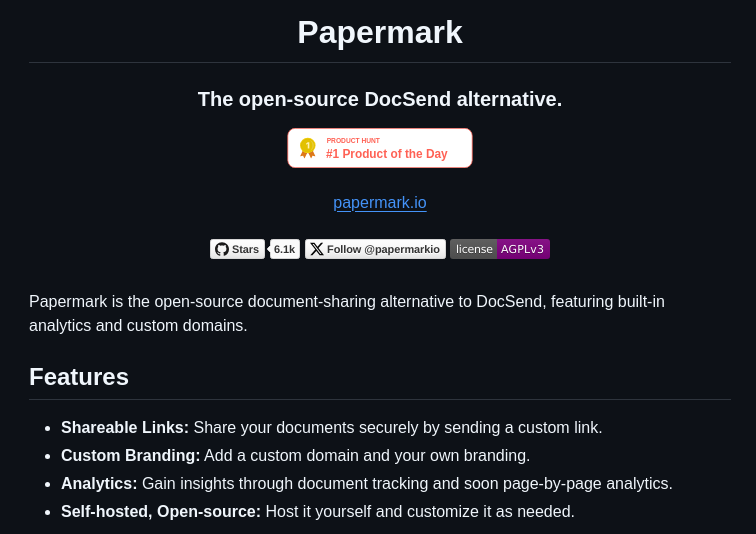 Papermark
The open-source DocSend alternative.
1
PRODUCT HUNT
#1 Product of the Day
papermark.io
Stars 6.1k Follow @papermarkio license AGPLv3
Papermark is the open-source document-sharing alternative to DocSend, featuring built-in
analytics and custom domains.
Features
• Shareable Links: Share your documents securely by sending a custom link.
• Custom Branding: Add a custom domain and your own branding.
• Analytics: Gain insights through document tracking and soon page-by-page analytics.
• Self-hosted, Open-source: Host it yourself and customize it as needed.